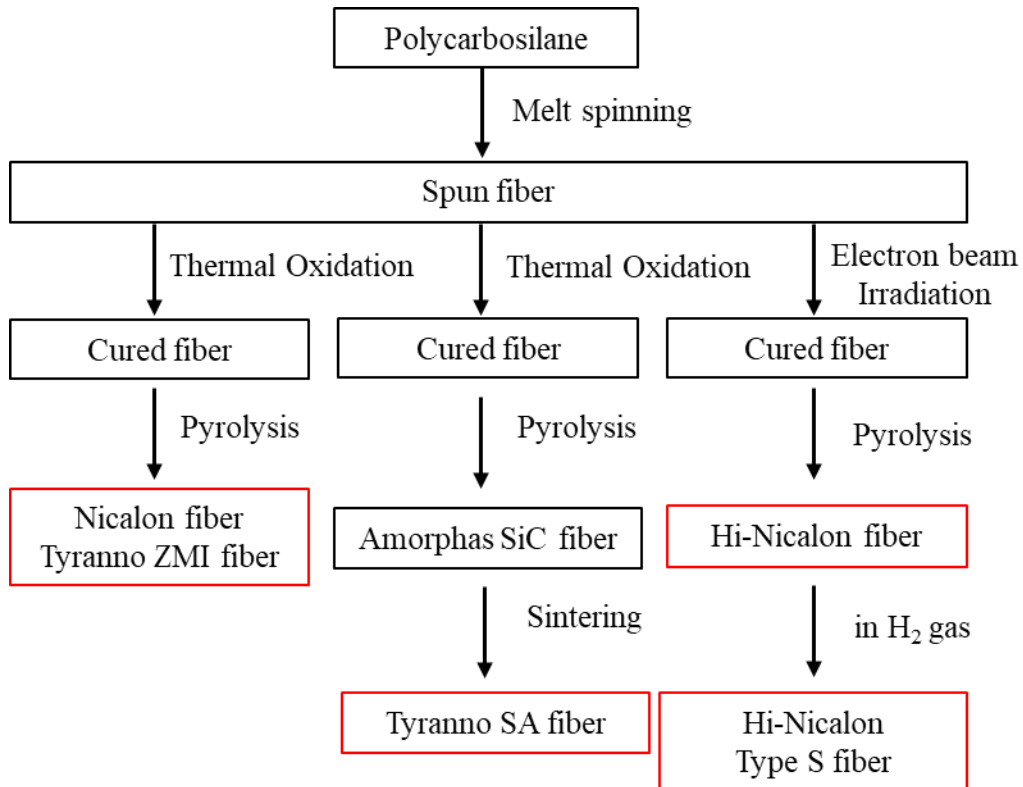 Polycarbosilane
Melt spinning
Spun fiber
Thermal Oxidation
Thermal Oxidation
Electron beam
Irradiation
Cured fiber
Cured fiber
Cured fiber
Pyrolysis
Pyrolysis
Pyrolysis
Nicalon fiber
Tyranno ZMI fiber
Amorphas SiC fiber
Hi-Nicalon fiber
Sintering
in H₂ gas
Tyranno SA fiber
Hi-Nicalon
Type S fiber